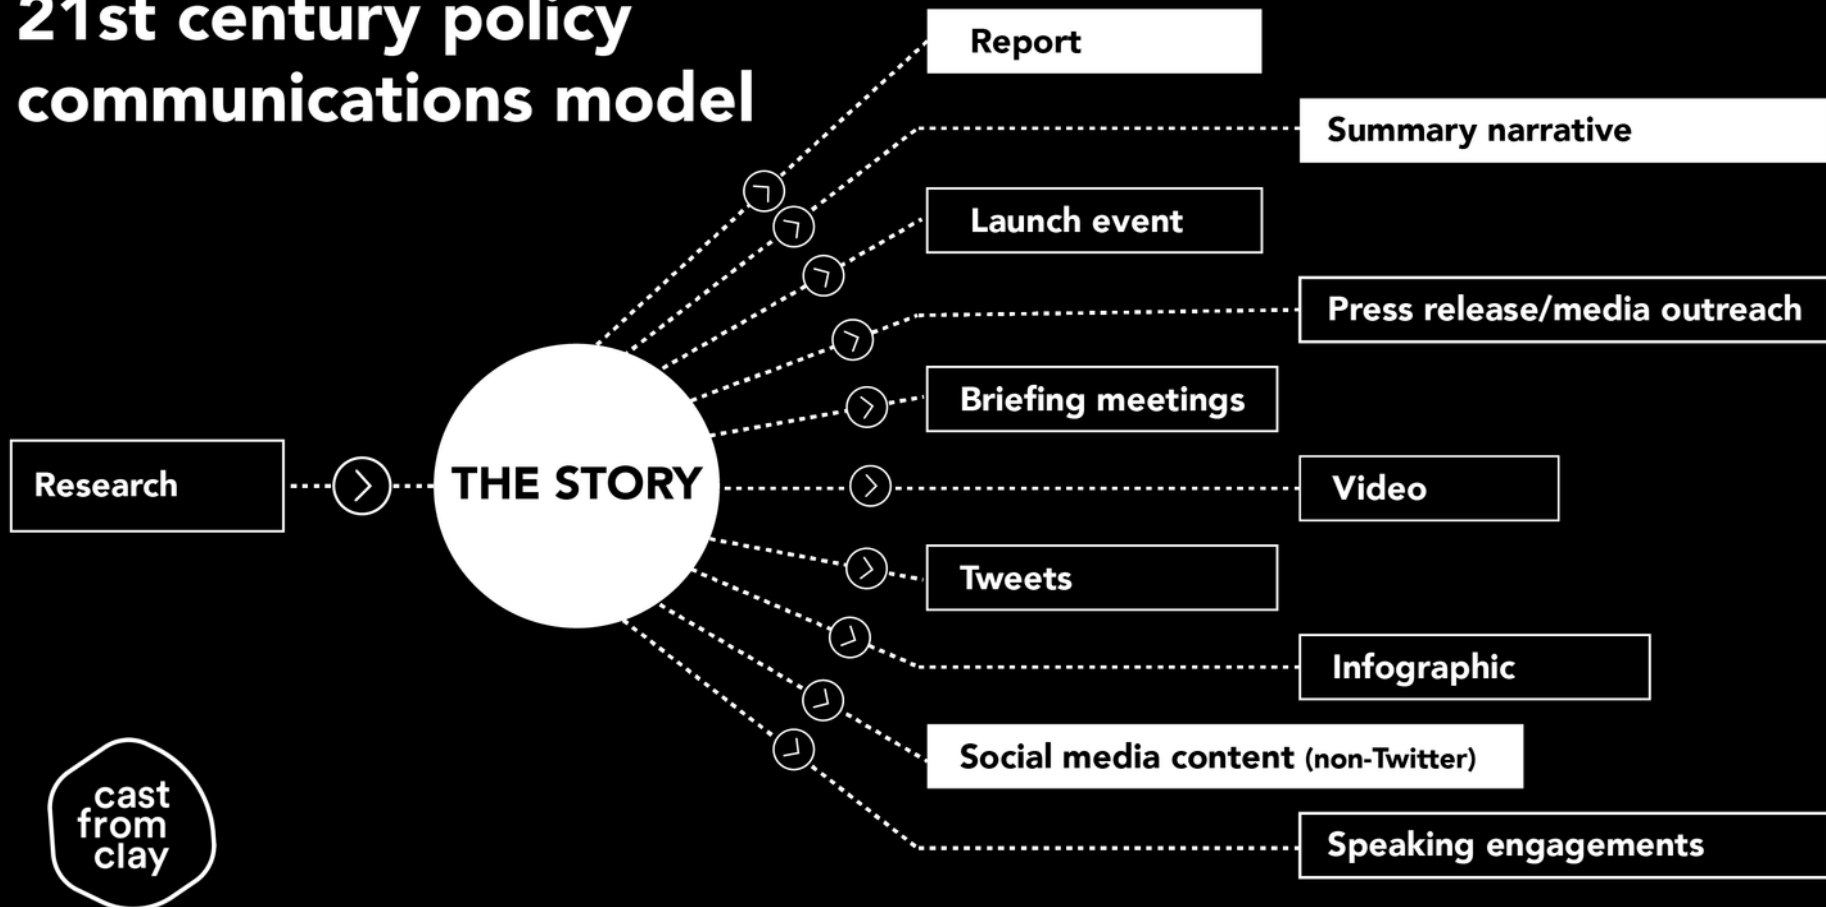 21st century policy
communications model
Report
Summary narrative
Launch event
Press release/media outreach
Briefing meetings
Research
THE STORY
Video
Tweets
Infographic
Social media content (non-Twitter)
Speaking engagements
cast
from
clay